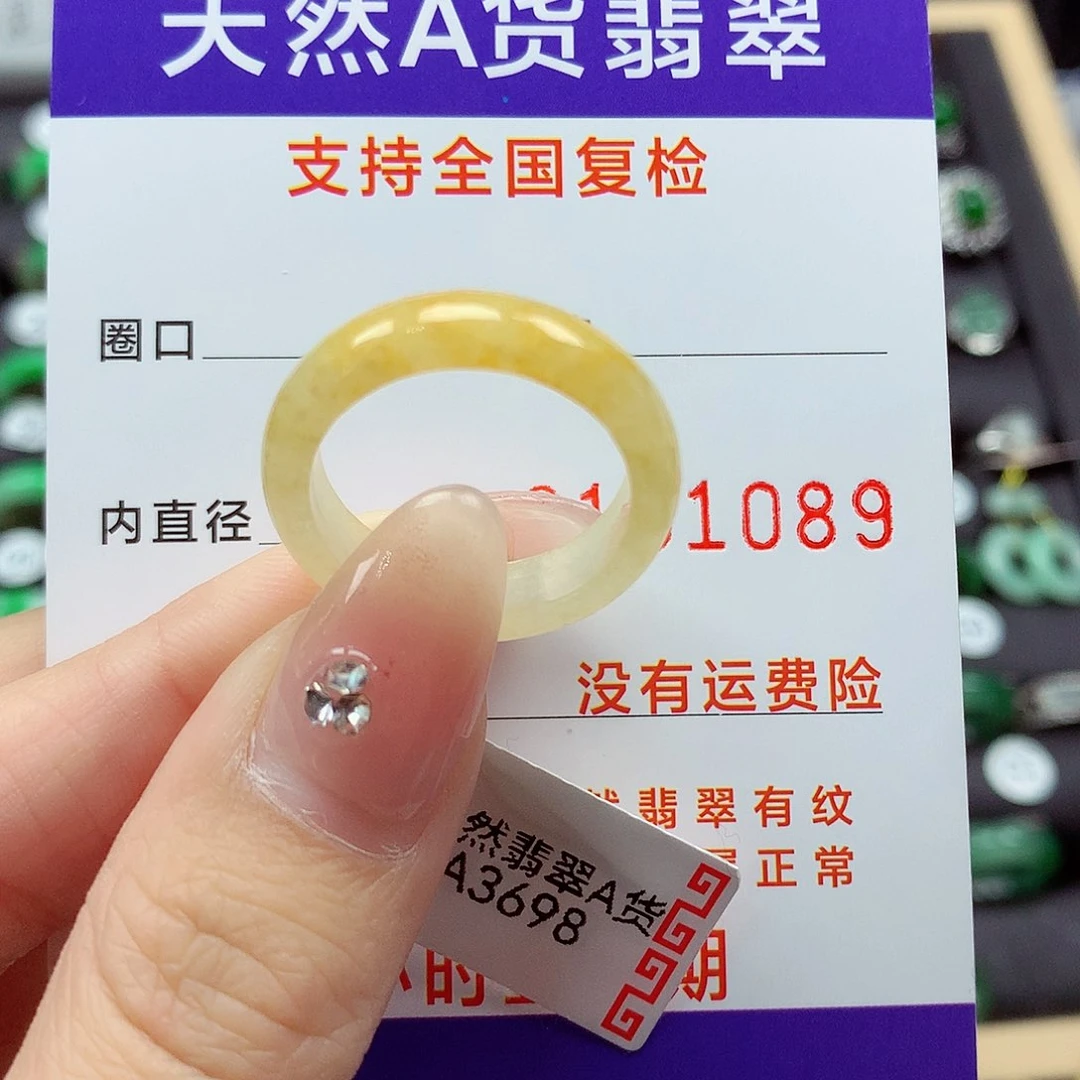 天然A货翡翠
支持全国复检
圈口
内直径
1089
没有运费险
翡翠有纹
正常
期
然翡翠A货
A3698